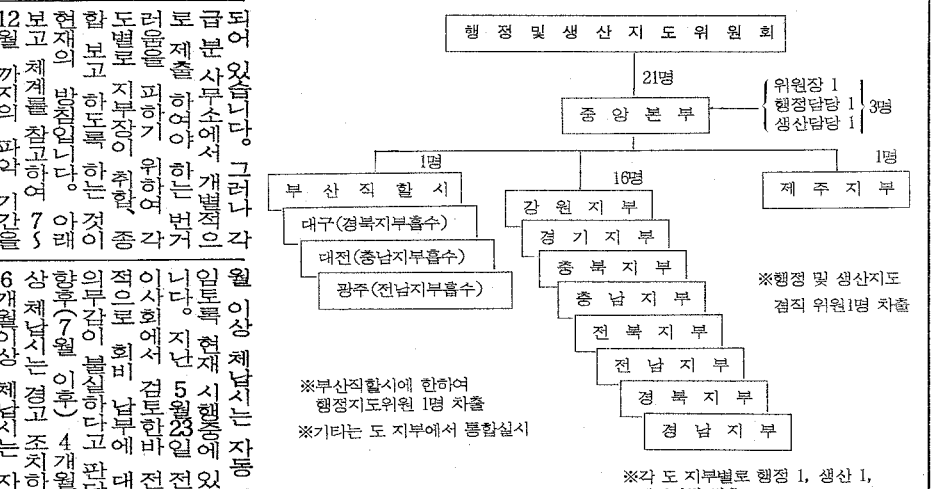 되어 있습니다. 그러나 각
급 분사무소에서 개별적으
로 제출 하여야 하는 번거
러움을 피하기 위하여 각
도별로 지부장이 취합, 종
합 보고 하도록 하는 것이
현재의 방침입니다. 아래
보고 체계를 참고하여 7∼
12월 까지의 파악 기간을
월 이상 체납시는 자동
임토록 현재 시행중에 있
니다. 지난 5월23일 전
이사회에서 검토한바 전
적으로 회비 납부에 대
의무감이 불실하다고 판단
향후(7월 이후) 4개월
상 체납시는 경고 조치하
6개월이상 체납시는 자
행정및생산지도위원회
21명
중앙본부
위원장 1
행정담당 1
생산담당 1
3명
1명
부산직할시
대구(경북지부흡수)
대전(충남지부흡수)
광주(전남지부흡수)
16명
강원지부
경기지부
충북지부
충남지부
전북지부
전남지부
경북지부
경남지부
1명
제주지부
※행정 및 생산지도
겸직 위원1명 차출
※부산직할시에 한하여
행정지도위원 1명 차출
※기타는 도 지부에서 통합실시
※각 도 지부별로 행정 1, 생산 1,